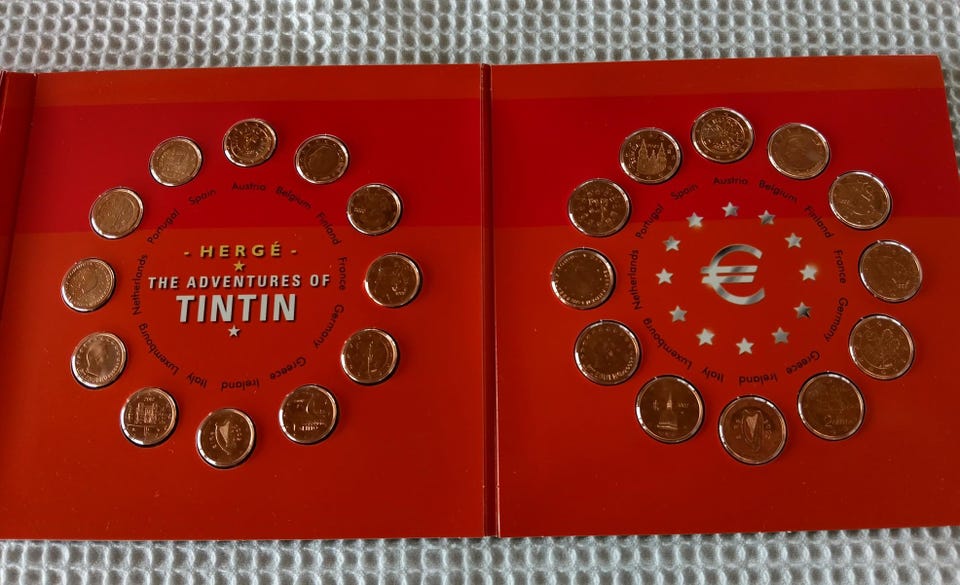 Portugal Spain Austria Belgium Finland France Germany Greece Ireland Italy Luxembourg Netherlands
- HERGÉ -
THE ADVENTURES OF
TINTIN
Portugal Spain Austria Belgium Finland France Germany Greece Ireland Italy Luxembourg Netherlands
€